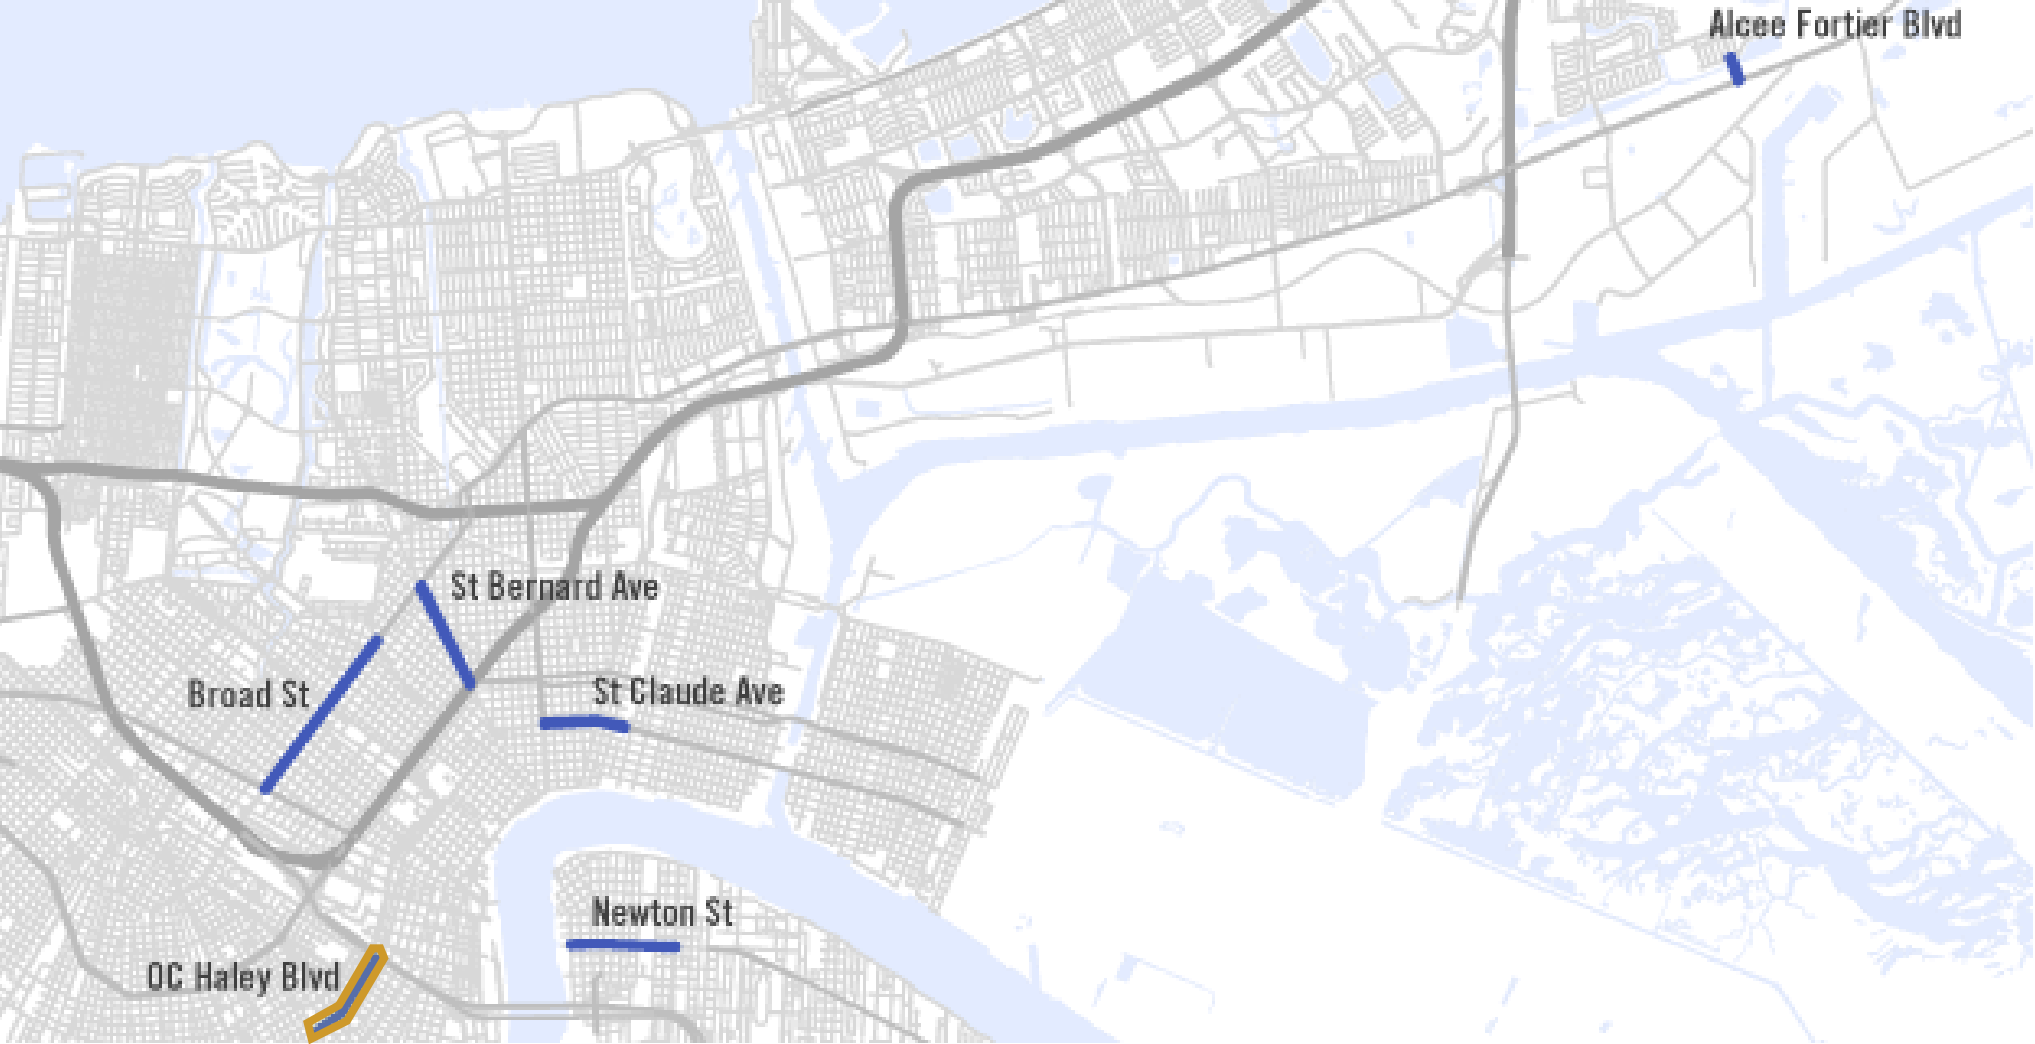 Alcee Fortier Blvd
St Bernard Ave
Broad St
St Claude Ave
Newton St
OC Haley Blvd